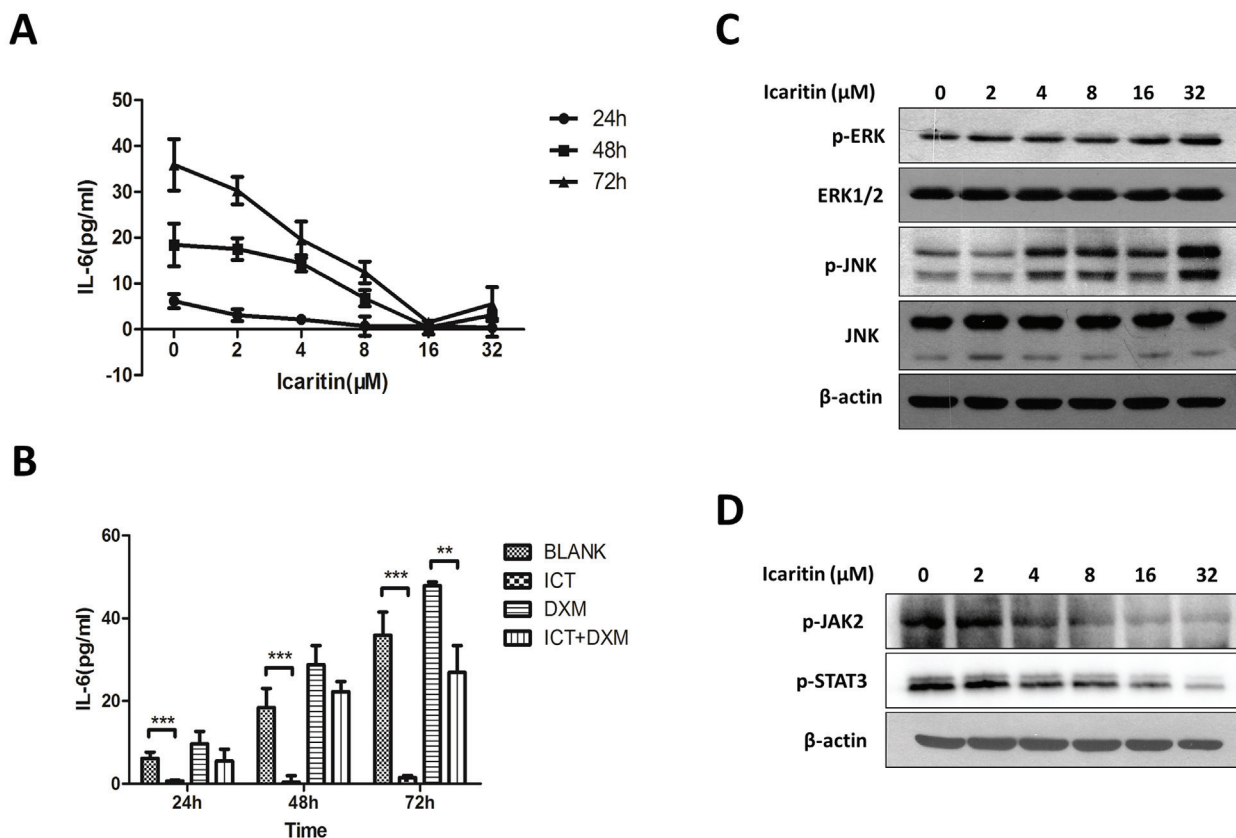 A
IL-6(pg/ml)
50
40
30
20
10
0
-10
0 2 4 8 16 32
Icaritin(μM)
24h
48h
72h
B
IL-6(pg/ml)
60
40
20
0
***
***
***
**
24h 48h 72h
Time
BLANK
ICT
DXM
ICT+DXM
C
Icaritin (μM) 0 2 4 8 16 32
p-ERK
ERK1/2
p-JNK
JNK
β-actin
D
Icaritin (μM) 0 2 4 8 16 32
p-JAK2
p-STAT3
β-actin